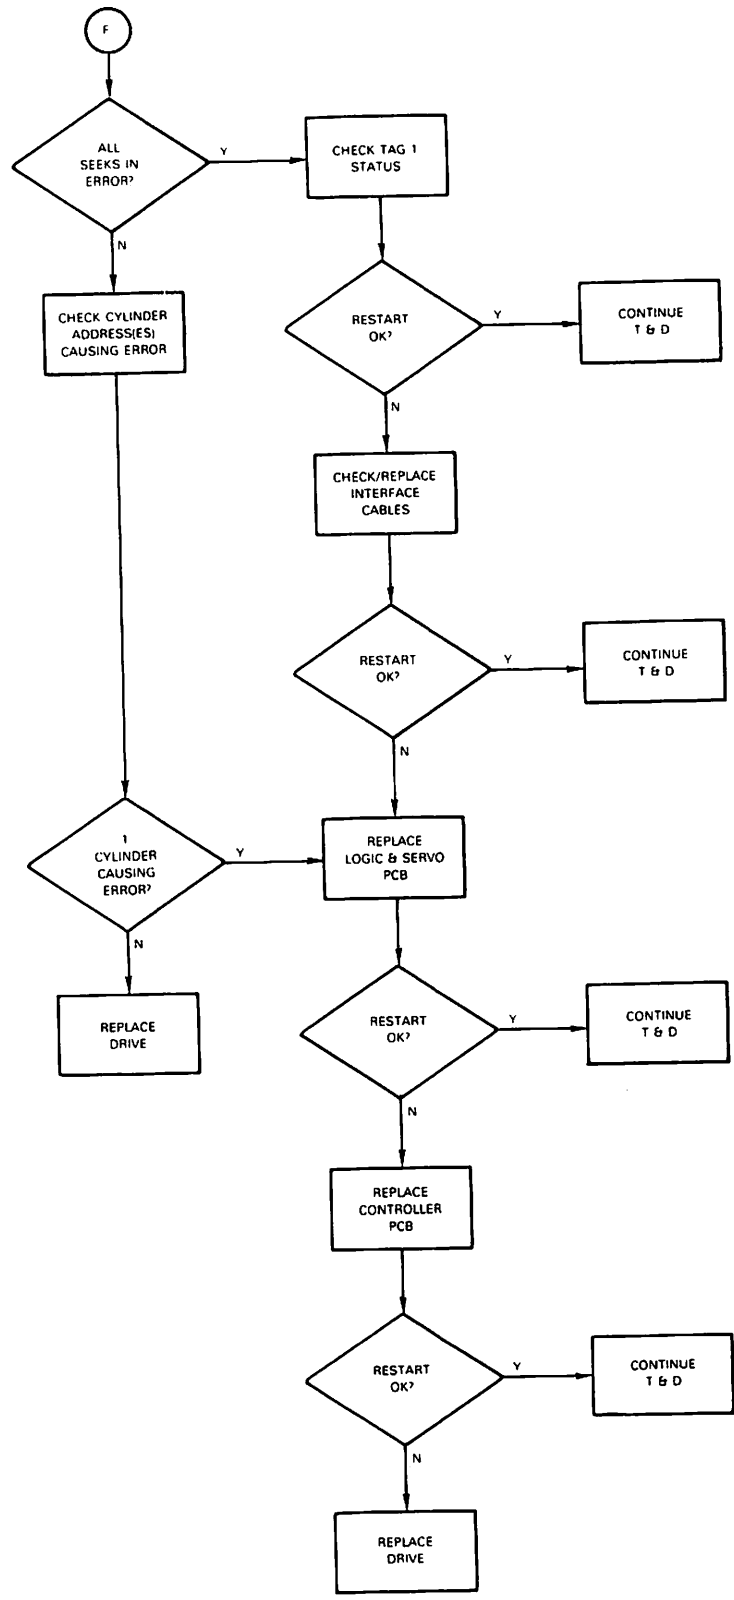 F
ALL
SEEKS IN
ERROR?
Y
CHECK TAG 1
STATUS
N
CHECK CYLINDER
ADDRESS(ES)
CAUSING ERROR
RESTART
OK?
Y
CONTINUE
T & D
N
CHECK/REPLACE
INTERFACE
CABLES
RESTART
OK?
Y
CONTINUE
T & D
N
1
CYLINDER
CAUSING
ERROR?
Y
REPLACE
LOGIC & SERVO
PCB
N
REPLACE
DRIVE
RESTART
OK?
Y
CONTINUE
T & D
N
REPLACE
CONTROLLER
PCB
RESTART
OK?
Y
CONTINUE
T & D
N
REPLACE
DRIVE